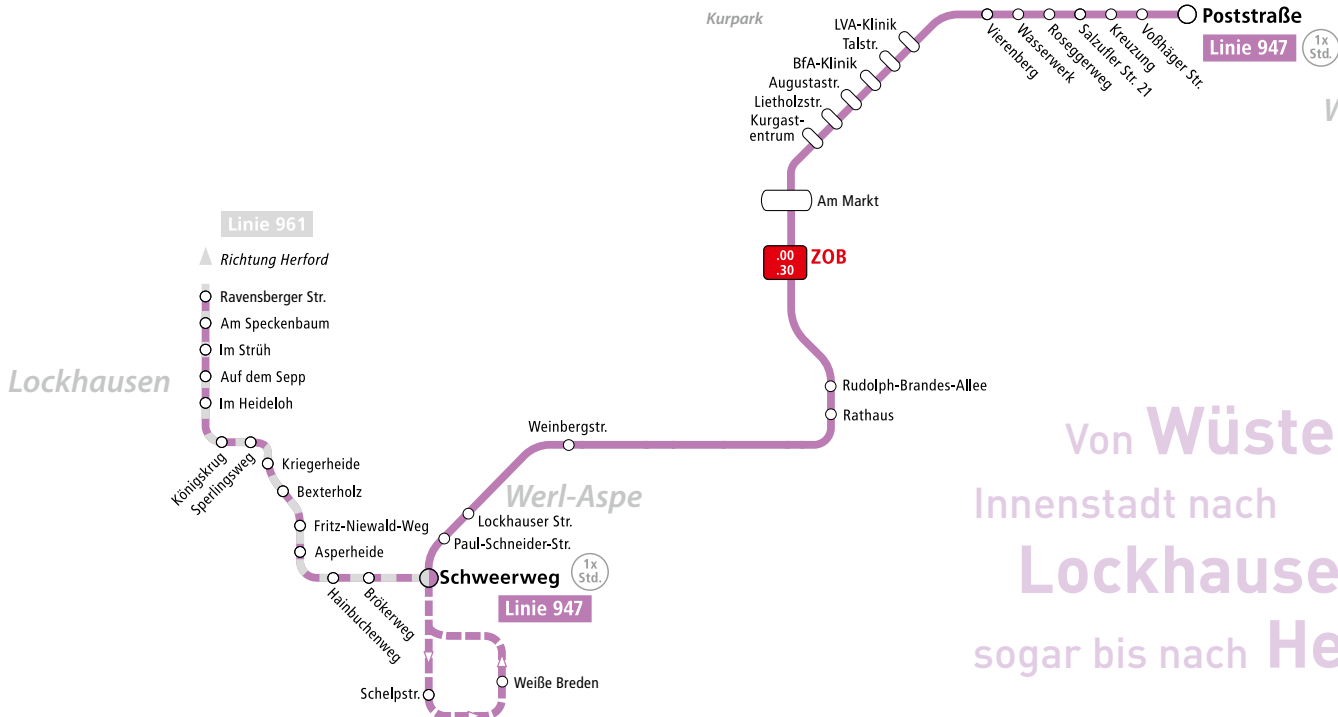 Kurpark
LVA-Klinik
Talstr.
BfA-Klinik
Augustastr.
Lietholzstr.
Kurgast-
entrum
Vierenberg
Wasserwerk
Roseggerweg
Salzufler Str. 21
Kreuzung
Voßhäger Str.
Poststraße
Linie 947
1x
Std.
W
Am Markt
.00
.30
ZOB
Linie 961
Richtung Herford
Ravensberger Str.
Am Speckenbaum
Im Strüh
Auf dem Sepp
Im Heideloh
Lockhausen
Königskrug
Sperlingsweg
Kriegerheide
Bexterholz
Fritz-Niewald-Weg
Asperheide
Hainbuchenweg
Brökerweg
Rudolph-Brandes-Allee
Rathaus
Weinbergstr.
Werl-Aspe
Lockhauser Str.
Paul-Schneider-Str.
Schweerweg
1x
Std.
Linie 947
Schelpstr.
Weiße Breden
Von Wüste
Innenstadt nach
Lockhause
sogar bis nach He